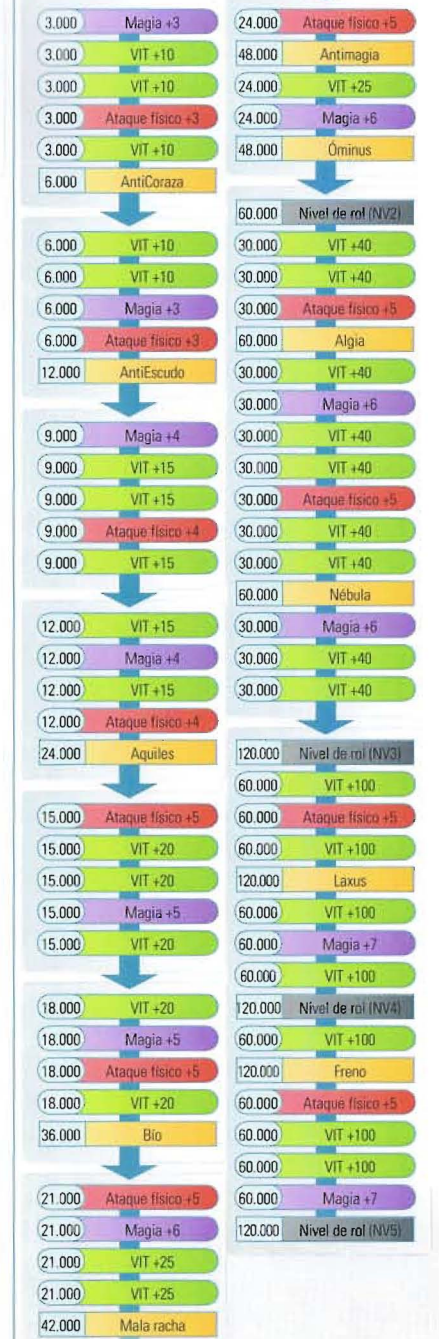 3.000 Magia +3
3.000 VIT +10
3.000 VIT +10
3.000 Ataque físico +3
3.000 VIT +10
6.000 AntiCoraza
6.000 VIT +10
6.000 VIT +10
6.000 Magia +3
6.000 Ataque físico +3
12.000 AntiEscudo
9.000 Magia +4
9.000 VIT +15
9.000 VIT +15
9.000 Ataque físico +4
9.000 VIT +15
12.000 VIT +15
12.000 Magia +4
12.000 VIT +15
12.000 Ataque físico +4
24.000 Aquiles
15.000 Ataque físico +5
15.000 VIT +20
15.000 VIT +20
15.000 Magia +5
15.000 VIT +20
18.000 VIT +20
18.000 Magia +5
18.000 Ataque físico +5
18.000 VIT +20
36.000 Bío
21.000 Ataque físico +5
21.000 Magia +6
21.000 VIT +25
21.000 VIT +25
42.000 Mala racha
24.000 Ataque físico +5
48.000 Antimagia
24.000 VIT +25
24.000 Magia +6
48.000 Óminus
60.000 Nivel de rol (NV2)
30.000 VIT +40
30.000 VIT +40
30.000 Ataque físico +5
60.000 Algia
30.000 VIT +40
30.000 Magia +6
30.000 VIT +40
30.000 VIT +40
30.000 Ataque físico +5
30.000 VIT +40
30.000 VIT +40
60.000 Nébula
30.000 Magia +6
30.000 VIT +40
30.000 VIT +40
120.000 Nivel de rol (NV3)
60.000 VIT +100
60.000 Ataque físico +5
60.000 VIT +100
120.000 Laxus
60.000 VIT +100
60.000 Magia +7
60.000 VIT +100
120.000 Nivel de rol (NV4)
60.000 VIT +100
120.000 Freno
60.000 Ataque físico +5
60.000 VIT +100
60.000 VIT +100
60.000 Magia +7
120.000 Nivel de rol (NV5)